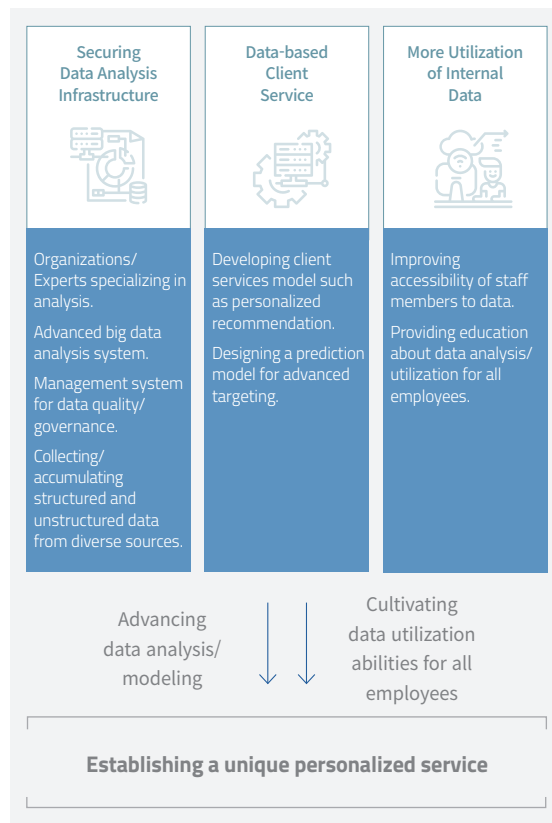 Securing
Data Analysis
Infrastructure
Organizations/
Experts specializing in
analysis.
Advanced big data
analysis system.
Management system
for data quality/
governance.
Collecting/
accumulating
structured and
unstructured data
from diverse sources.
Data-based
Client
Service
Developing client
services model such
as personalized
recommendation.
Designing a prediction
model for advanced
targeting.
More Utilization
of Internal
Data
Improving
accessibility of staff
members to data.
Providing education
about data analysis/
utilization for all
employees.
Advancing
data analysis/
modeling
Cultivating
data utilization
abilities for all
employees
Establishing a unique personalized service